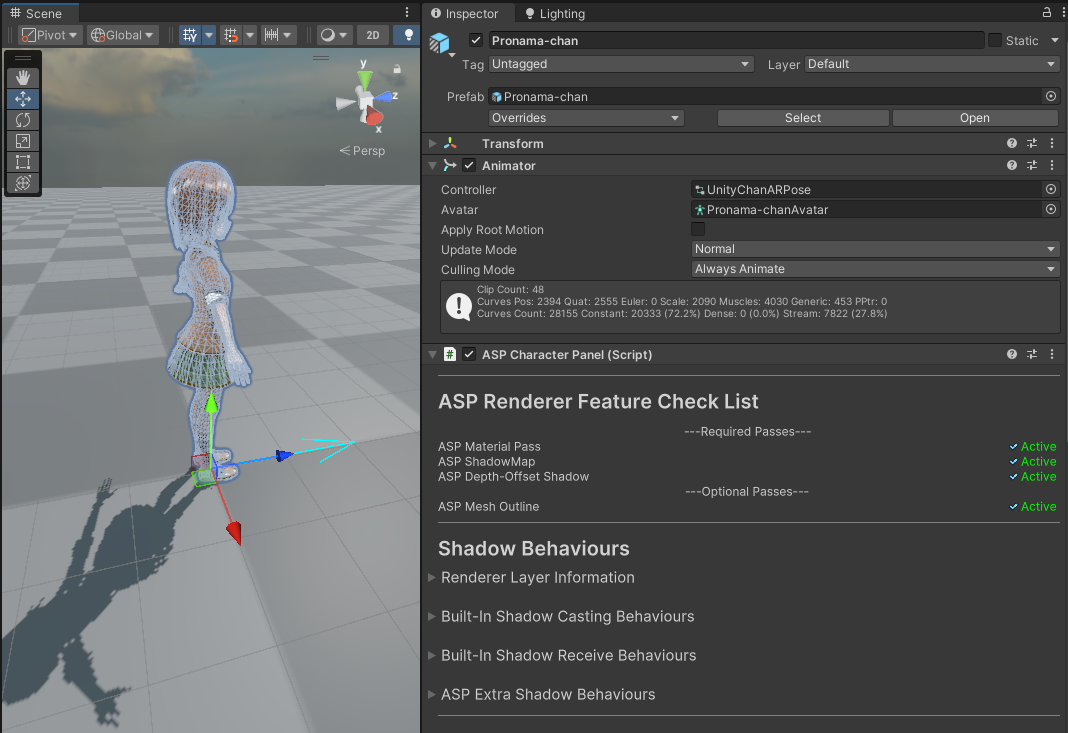 Scene
Inspector
Lighting
Pivot
Global
2D
Pronama-chan
Static
Tag
Untagged
Layer
Default
Prefab
Pronama-chan
Overrides
Select
Open
y
z
x
Persp
Transform
Animator
Controller
UnityChanARPose
Avatar
Pronama-chanAvatar
Apply Root Motion
Update Mode
Normal
Culling Mode
Always Animate
Clip Count: 48
Curves Pos: 2394 Quat: 2555 Euler: 0 Scale: 2090 Muscles: 4030 Generic: 453 PPtr: 0
Curves Count: 28155 Constant: 20333 (72.2%) Dense: 0 (0.0%) Stream: 7822 (27.8%)
ASP Character Panel (Script)
ASP Renderer Feature Check List
---Required Passes---
ASP Material Pass
Active
ASP ShadowMap
Active
ASP Depth-Offset Shadow
Active
---Optional Passes---
ASP Mesh Outline
Active
Shadow Behaviours
Renderer Layer Information
Built-In Shadow Casting Behaviours
Built-In Shadow Receive Behaviours
ASP Extra Shadow Behaviours